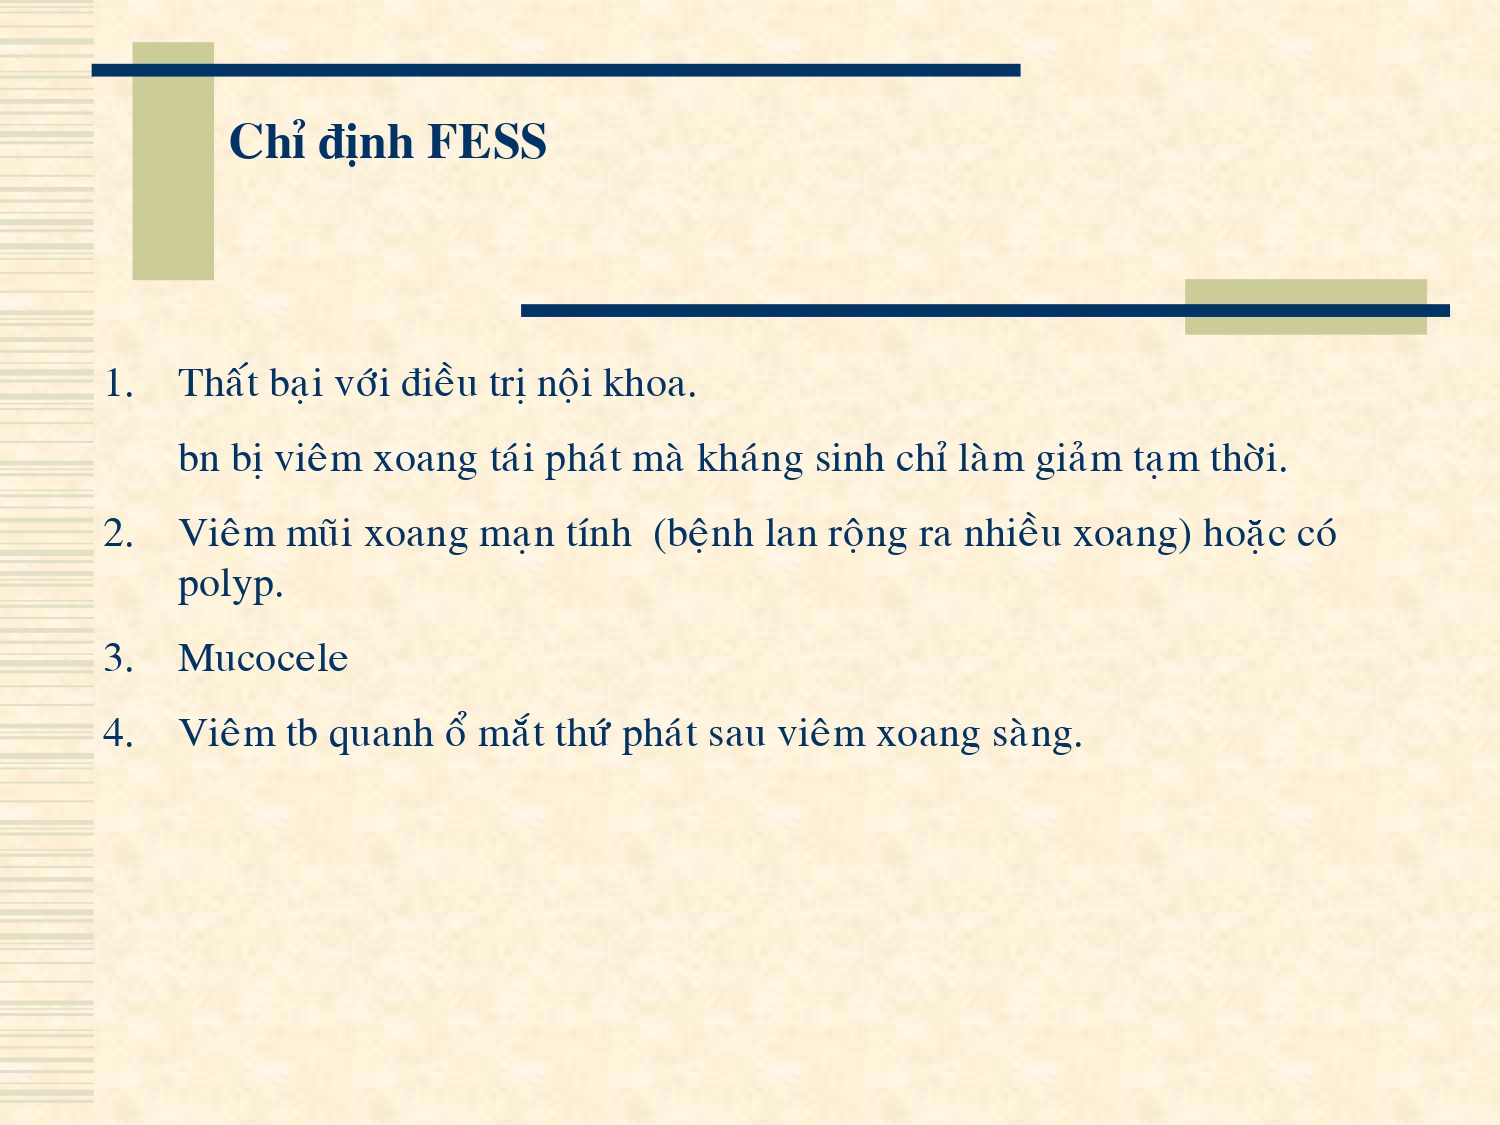 Chỉ định FESS
1. Thất bại với điều trị nội khoa.
bn bị viêm xoang tái phát mà kháng sinh chỉ làm giảm tạm thời.
2. Viêm mũi xoang mạn tính (bệnh lan rộng ra nhiều xoang) hoặc có
polyp.
3. Mucocele
4. Viêm tb quanh ổ mắt thứ phát sau viêm xoang sàng.